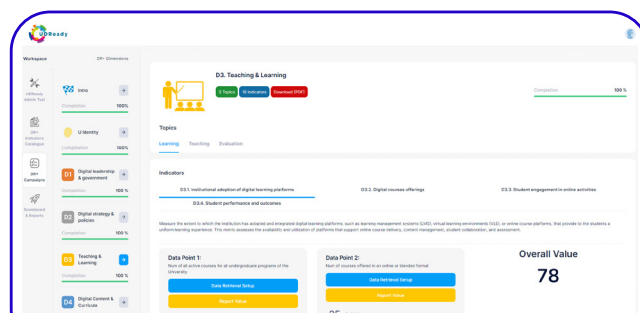 UDReady
Workspace
DR+ Dimensions
UDReady
Admin Tool
DR+
Indicators
Catalogue
DR+
Campaigns
Scoreboard
& Reports
Intro
Completion 100%
U Identity
Completion 100%
D1 Digital leadership
& government
Completion 100 %
D2 Digital strategy &
policies
Completion 100 %
D3 Teaching &
Learning
Completion 100 %
D4 Digital Content &
Curricula
D3. Teaching & Learning
3 Topics
Download (PDF)
Completion 100 %
Topics
Learning Teaching Evaluation
Indicators
D3.1. Institutional adoption of digital learning platforms
D3.2. Digital courses offerings
D3.3. Student engagement in online activities
D3.4. Student performance and outcomes
Measure the extent to which the institution has adopted and integrated digital learning platforms, such as learning management systems (LMS), virtual learning environments (VLE), or online course platforms, that provide to the students a
uniform learning experience. This metric assesses the availability and utilization of platforms that support online course delivery, content management, student collaboration, and assessment.
Data Point 1:
Num of all active courses for all undergraduate programs of the
University
Data Retrieval Setup
Report Value
Data Point 2:
Num of courses offered in an online or blended format
Data Retrieval Setup
Report Value
Overall Value
78